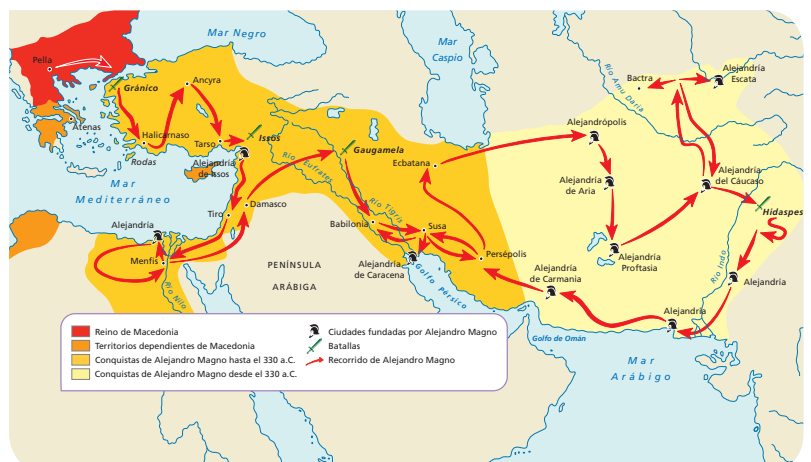 Mar Negro
Pella
Gránico
Ancyra
Atenas
Halicarnaso
Rodas
Tarso
Issos
Alejandría
de Issos
Mar
Mediterráneo
Tiro
Damasco
Alejandría
Menfis
Río Nilo
Río Eufrates
Gaugamela
Río Tigris
Babilonia
Susa
Ecbatana
Persépolis
Alejandría
de Caracena
Golfo Pérsico
PENÍNSULA
ARÁBIGA
Mar
Caspio
Río Amu Daria
Bactra
Alejandría
Escata
Alejandrópolis
Alejandría
de Aria
Alejandría
Proftasia
Alejandría
del Cáucaso
Hidaspes
Río Indo
Alejandría
Alejandría
Alejandría
de Carmania
Golfo de Omán
Mar
Arábigo
Reino de Macedonia
Territorios dependientes de Macedonia
Conquistas de Alejandro Magno hasta el 330 a.C.
Conquistas de Alejandro Magno desde el 330 a.C.
Ciudades fundadas por Alejandro Magno
Batallas
Recorrido de Alejandro Magno